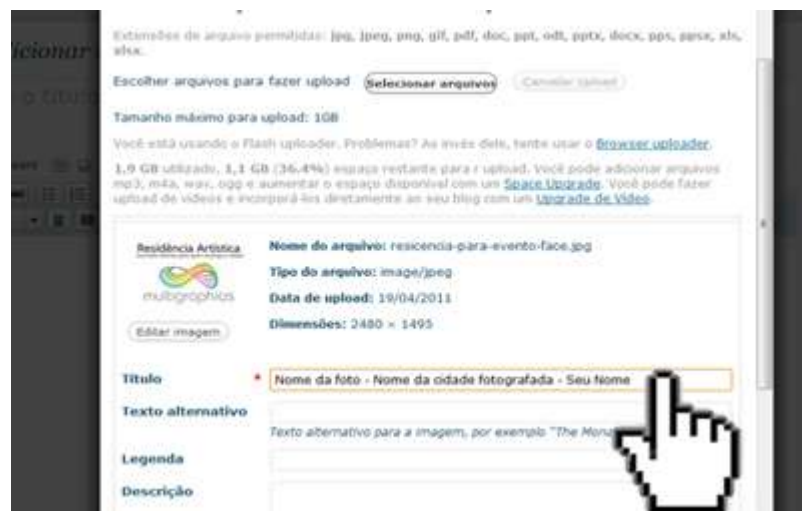 Extensões de arquivo permitidas: jpg, jpeg, png, gif, pdf, doc, ppt, odt, pptx, docx, pps, ppsx, xls,
xlsx.
dicionar
o título
Escolher arquivos para fazer upload Selecionar arquivos Cancelar upload
Tamanho máximo para upload: 1GB
Você está usando o Flash uploader. Problemas? Ao invés dele, tente usar o Browser uploader.
1,9 GB utilizado, 1,1 GB (36.4%) espaço restante para r upload. Você pode adicionar arquivos
mp3, m4a, wav, ogg e aumentar o espaço disponível com um Space Upgrade. Você pode fazer
upload de vídeos e incorporá-los diretamente ao seu blog com um Upgrade de Vídeo.
Residência Artística
multigraphias
Editar imagem
Nome do arquivo: resicencia-para-evento-face.jpg
Tipo do arquivo: image/jpeg
Data de upload: 19/04/2011
Dimensões: 2480 × 1495
Título * Nome da foto - Nome da cidade fotografada - Seu Nome
Texto alternativo
Texto alternativo para a imagem, por exemplo "The Mona
Legenda
Descrição